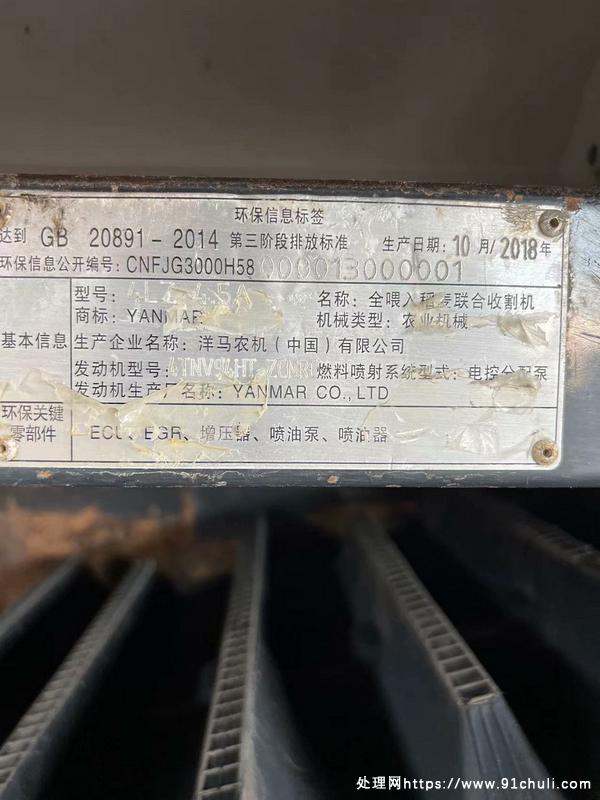 环保信息标签
达到 GB 20891-2014 第三阶段排放标准 生产日期: 10 月/ 2018 年
环保信息公开编号: CNFJG3000H58 000013000001
基本信息
型号: 名称: 全喂入稻麦联合收割机
商标: YANMAR 机械类型: 农业机械
生产企业名称: 洋马农机(中国)有限公司
发动机型号: 燃料喷射系统型式: 电控分配泵
发动机生产厂名称: YANMAR CO.,LTD
环保关键零部件
ECU、EGR、增压器、喷油泵、喷油器
处理网https://www.91chuli.com/